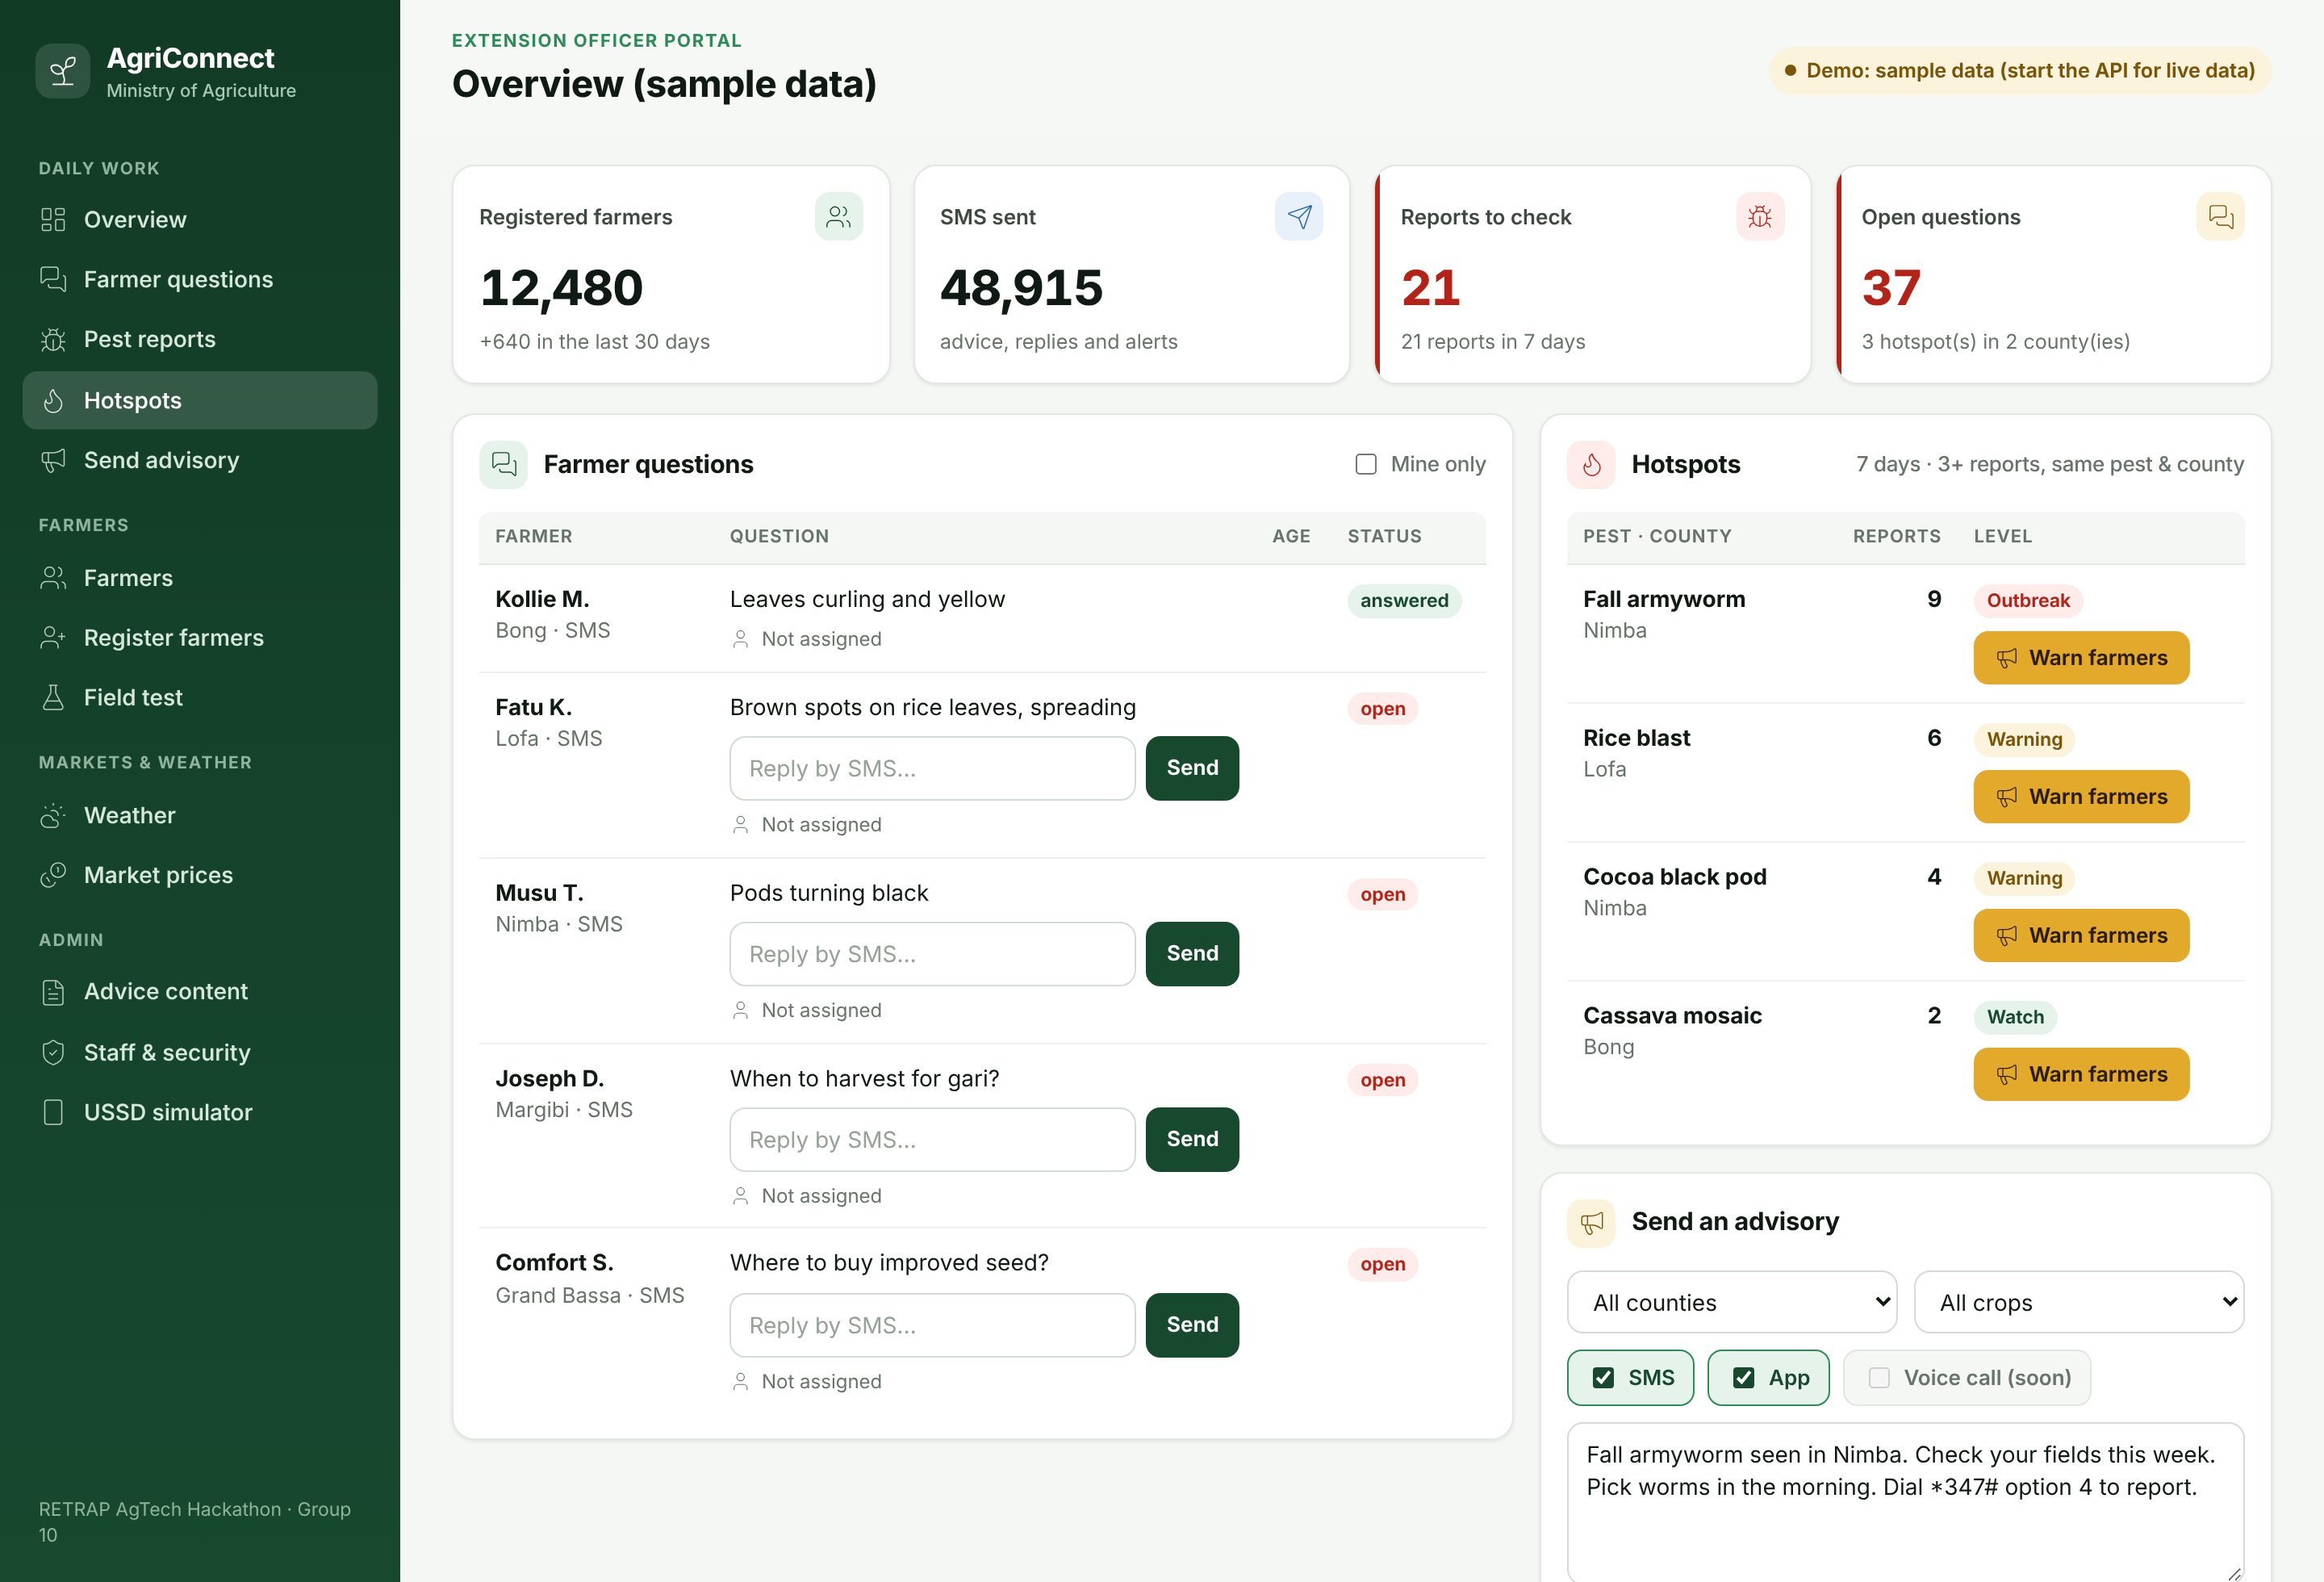 AgriConnect
Ministry of Agriculture
DAILY WORK
Overview
Farmer questions
Pest reports
Hotspots
Send advisory
FARMERS
Farmers
Register farmers
Field test
MARKETS & WEATHER
Weather
Market prices
ADMIN
Advice content
Staff & security
USSD simulator
RETRAP AgTech Hackathon · Group
10
EXTENSION OFFICER PORTAL
Overview (sample data)
Demo: sample data (start the API for live data)
Registered farmers
12,480
+640 in the last 30 days
SMS sent
48,915
advice, replies and alerts
Reports to check
21
21 reports in 7 days
Open questions
37
3 hotspot(s) in 2 county(ies)
Farmer questions
Mine only
FARMER QUESTION AGE STATUS
Kollie M. Leaves curling and yellow answered
Bong · SMS Not assigned
Fatu K. Brown spots on rice leaves, spreading open
Lofa · SMS
Reply by SMS... Send
Not assigned
Musu T. Pods turning black open
Nimba · SMS
Reply by SMS... Send
Not assigned
Joseph D. When to harvest for gari? open
Margibi · SMS
Reply by SMS... Send
Not assigned
Comfort S. Where to buy improved seed? open
Grand Bassa · SMS
Reply by SMS... Send
Not assigned
Hotspots
7 days · 3+ reports, same pest & county
PEST · COUNTY REPORTS LEVEL
Fall armyworm 9 Outbreak
Nimba
Warn farmers
Rice blast 6 Warning
Lofa
Warn farmers
Cocoa black pod 4 Warning
Nimba
Warn farmers
Cassava mosaic 2 Watch
Bong
Warn farmers
Send an advisory
All counties All crops
SMS App Voice call (soon)
Fall armyworm seen in Nimba. Check your fields this week.
Pick worms in the morning. Dial *347# option 4 to report.